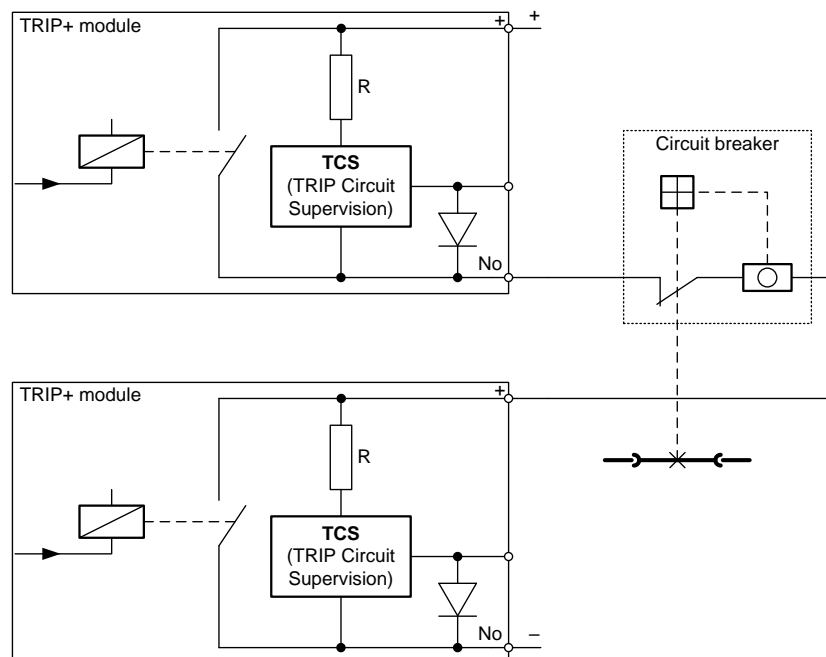 TRIP+ module
+ +
R
TCS
(TRIP Circuit
Supervision)
No
Circuit breaker
TRIP+ module
+
R
TCS
(TRIP Circuit
Supervision)
No –